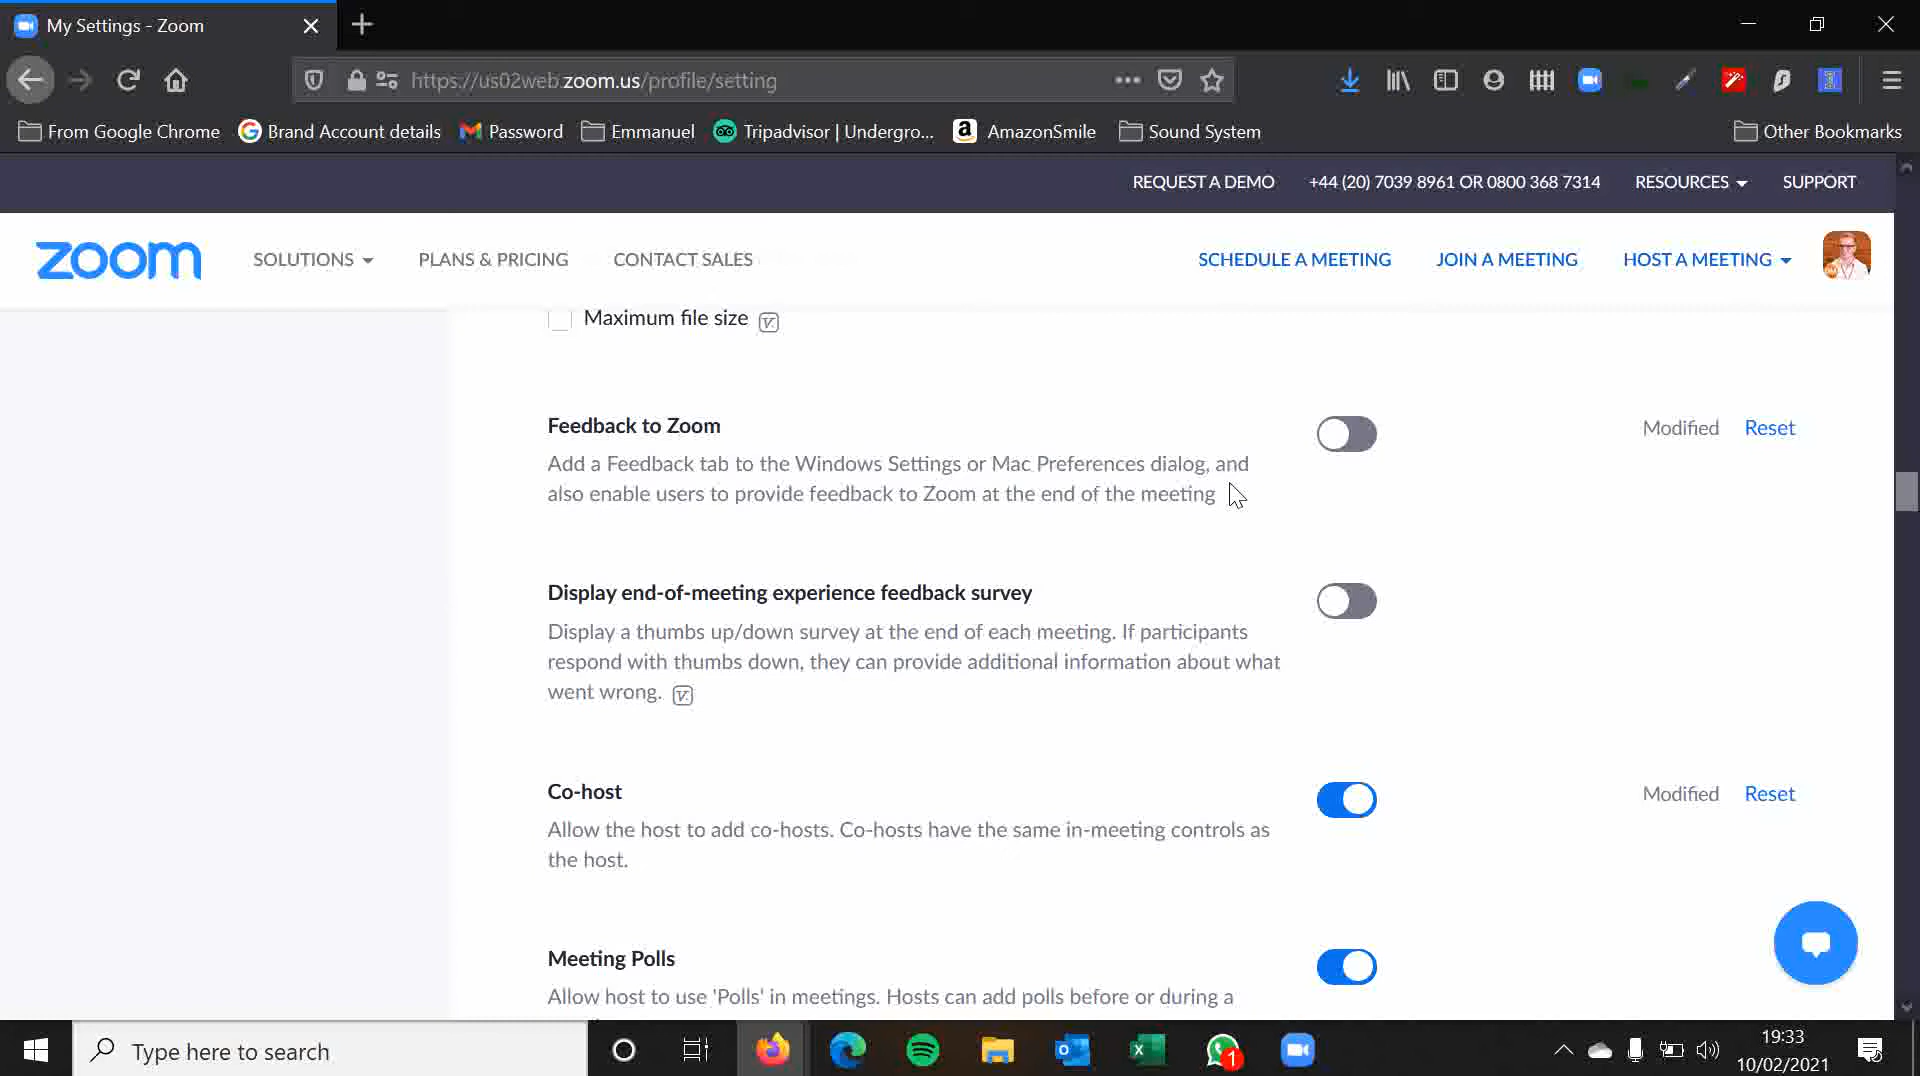 My Settings - Zoom
https://us02web.zoom.us/profile/setting
From Google Chrome
Brand Account details
Password
Emmanuel
Tripadvisor | Undergro...
AmazonSmile
Sound System
Other Bookmarks
REQUEST A DEMO
+44 (20) 7039 8961 OR 0800 368 7314
RESOURCES
SUPPORT
zoom
SOLUTIONS
PLANS & PRICING
CONTACT SALES
SCHEDULE A MEETING
JOIN A MEETING
HOST A MEETING
Maximum file size
Feedback to Zoom
Modified Reset
Add a Feedback tab to the Windows Settings or Mac Preferences dialog, and
also enable users to provide feedback to Zoom at the end of the meeting
Display end-of-meeting experience feedback survey
Display a thumbs up/down survey at the end of each meeting. If participants
respond with thumbs down, they can provide additional information about what
went wrong.
Co-host
Modified Reset
Allow the host to add co-hosts. Co-hosts have the same in-meeting controls as
the host.
Meeting Polls
Allow host to use 'Polls' in meetings. Hosts can add polls before or during a
Type here to search
1
19:33
10/02/2021